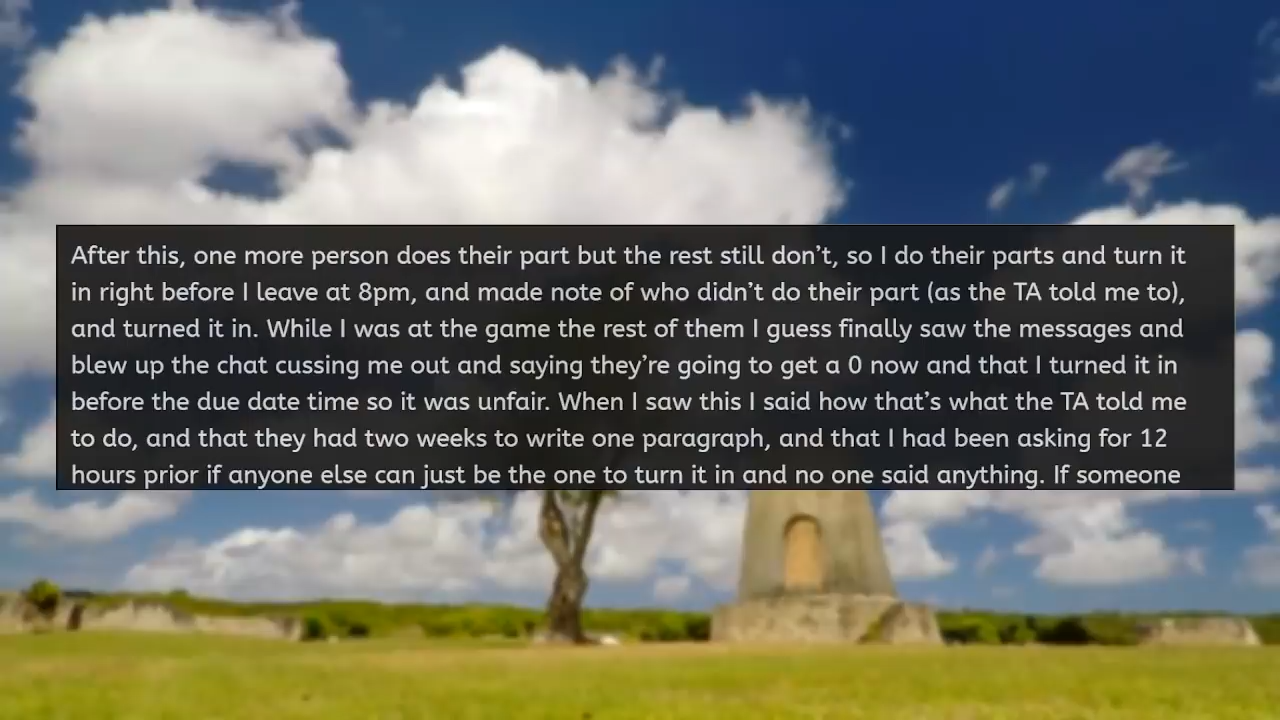 After this, one more person does their part but the rest still don’t, so I do their parts and turn it
in right before I leave at 8pm, and made note of who didn’t do their part (as the TA told me to),
and turned it in. While I was at the game the rest of them I guess finally saw the messages and
blew up the chat cussing me out and saying they’re going to get a 0 now and that I turned it in
before the due date time so it was unfair. When I saw this I said how that’s what the TA told me
to do, and that they had two weeks to write one paragraph, and that I had been asking for 12
hours prior if anyone else can just be the one to turn it in and no one said anything. If someone